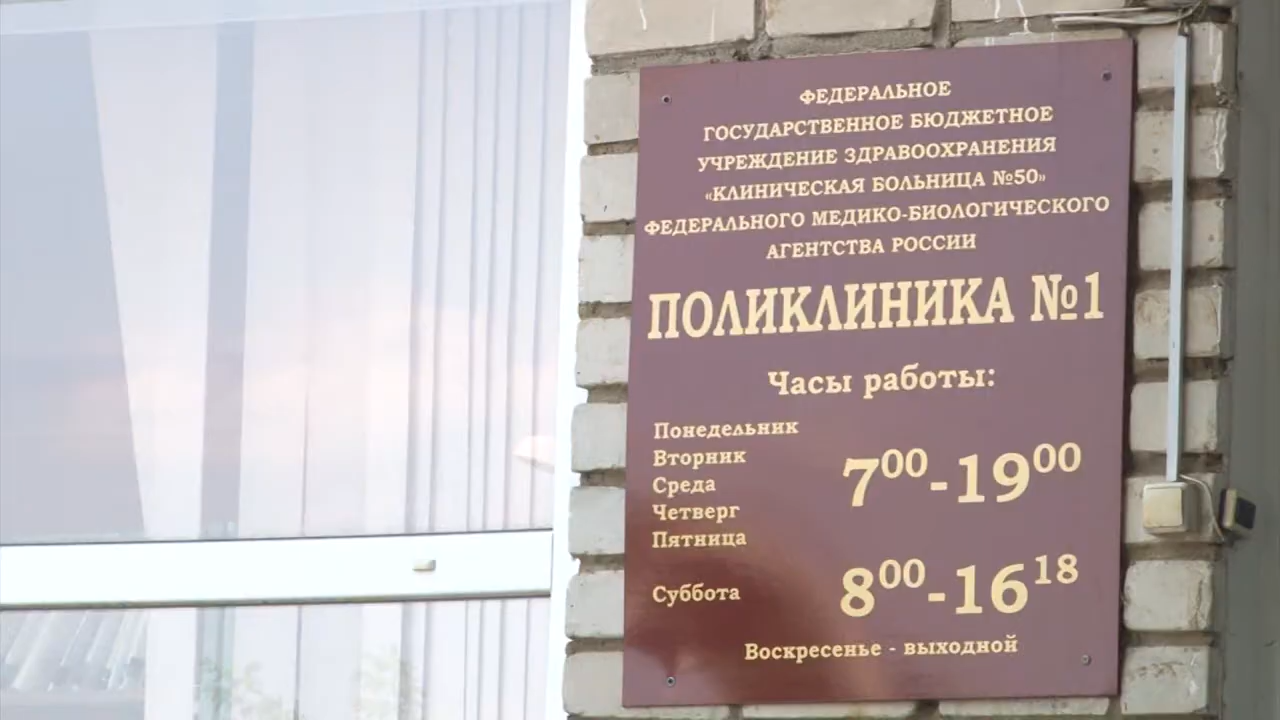 ФЕДЕРАЛЬНОЕ
ГОСУДАРСТВЕННОЕ БЮДЖЕТНОЕ
УЧРЕЖДЕНИЕ ЗДРАВООХРАНЕНИЯ
«КЛИНИЧЕСКАЯ БОЛЬНИЦА №50»
ФЕДЕРАЛЬНОГО МЕДИКО-БИОЛОГИЧЕСКОГО
АГЕНТСТВА РОССИИ
ПОЛИКЛИНИКА №1
Часы работы:
Понедельник
Вторник
Среда
Четверг
Пятница
7⁰⁰-19⁰⁰
Суббота 8⁰⁰-16¹⁸
Воскресенье - выходной